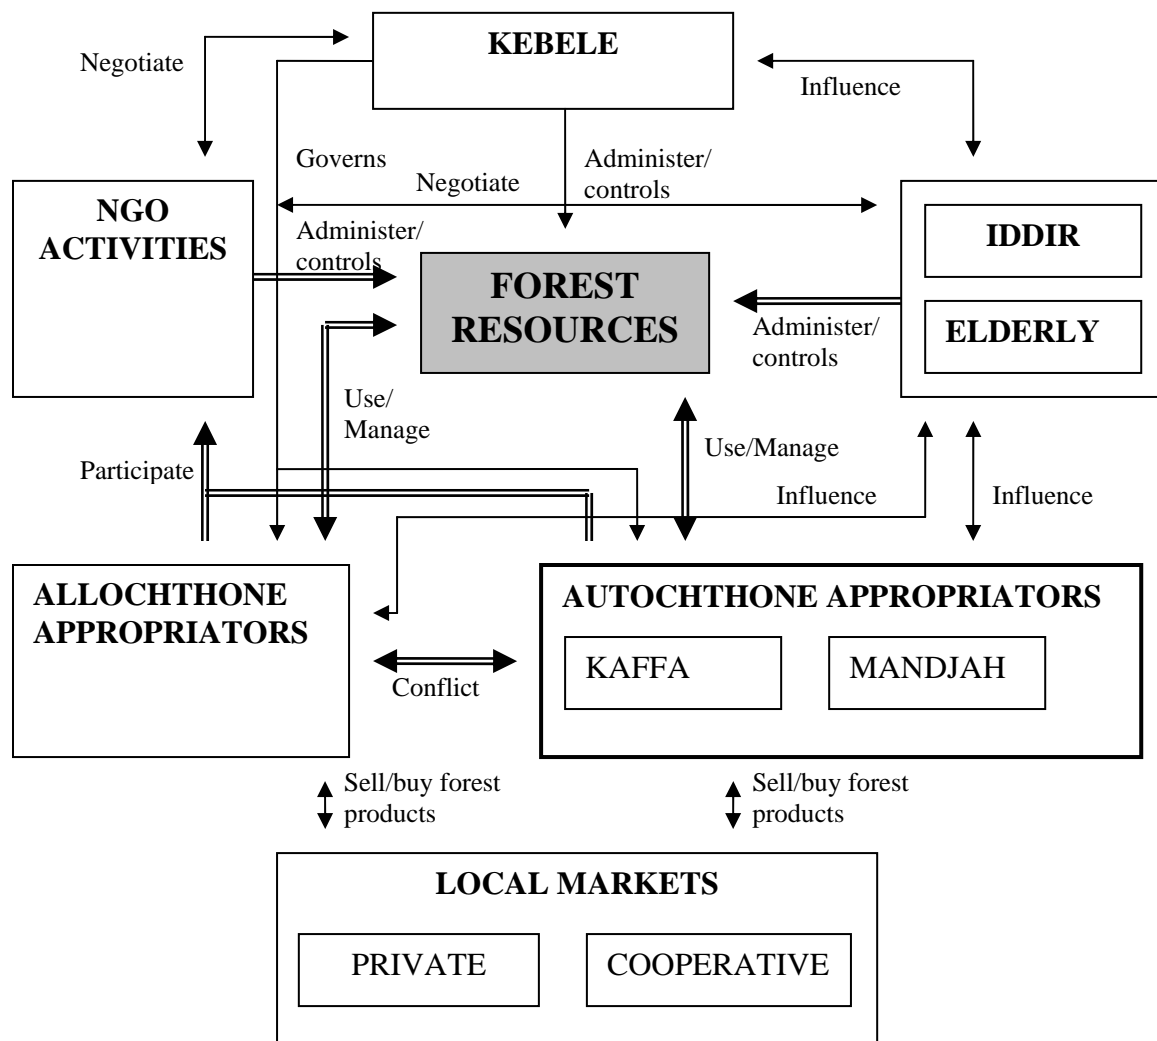 KEBELE
Negotiate
Influence
Governs
Administer/
controls
Negotiate
NGO
ACTIVITIES
IDDIR
ELDERLY
Administer/
controls
FOREST
RESOURCES
Administer/
controls
Use/
Manage
Use/Manage
Participate
Influence
Influence
ALLOCHTHONE
APPROPRIATORS
AUTOCHTHONE APPROPRIATORS
KAFFA
MANDJAH
Conflict
Sell/buy forest
products
Sell/buy forest
products
LOCAL MARKETS
PRIVATE
COOPERATIVE